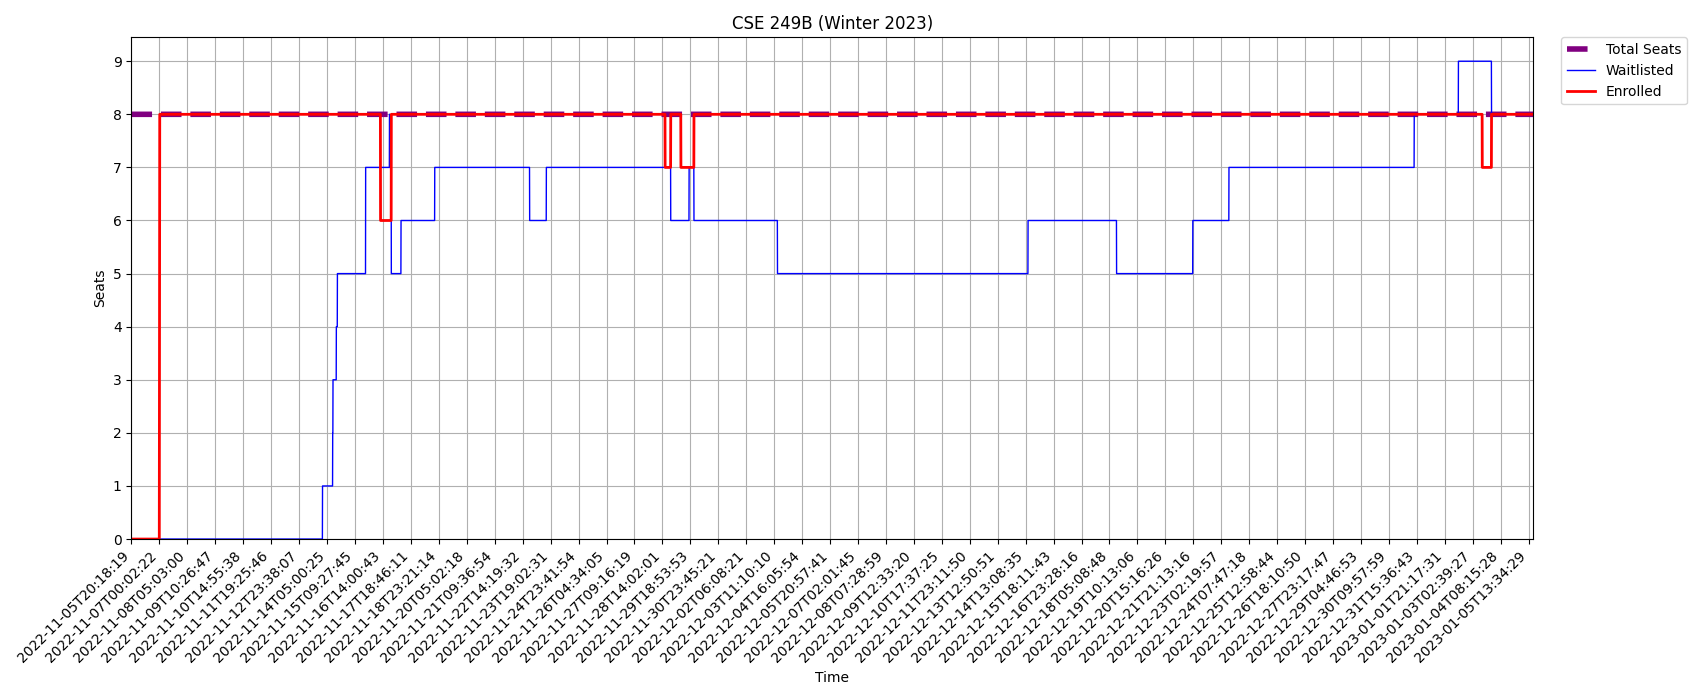 CSE 249B (Winter 2023)
Total Seats
Waitlisted
Enrolled
Seats
9
8
7
6
5
4
3
2
1
0
2022-11-05T20:18:19
2022-11-07T00:02:22
2022-11-08T05:03:00
2022-11-09T10:26:47
2022-11-10T14:55:38
2022-11-11T19:25:46
2022-11-12T23:38:07
2022-11-14T05:00:25
2022-11-15T09:27:45
2022-11-16T14:00:43
2022-11-17T18:46:11
2022-11-18T23:21:14
2022-11-20T05:02:18
2022-11-21T09:36:54
2022-11-22T14:19:32
2022-11-23T19:02:31
2022-11-24T23:41:54
2022-11-26T04:34:05
2022-11-27T09:16:19
2022-11-28T14:02:01
2022-11-29T18:53:53
2022-11-30T23:45:21
2022-12-02T06:08:21
2022-12-03T11:10:10
2022-12-04T16:05:54
2022-12-05T20:57:41
2022-12-07T02:01:45
2022-12-08T07:28:59
2022-12-09T12:33:20
2022-12-10T17:37:25
2022-12-11T23:11:50
2022-12-13T12:50:51
2022-12-14T13:08:35
2022-12-15T18:11:43
2022-12-16T23:28:16
2022-12-18T05:08:48
2022-12-19T10:13:06
2022-12-20T15:16:26
2022-12-21T21:13:16
2022-12-23T02:19:57
2022-12-24T07:47:18
2022-12-25T12:58:44
2022-12-26T18:10:50
2022-12-27T23:17:47
2022-12-29T04:46:53
2022-12-30T09:57:59
2022-12-31T15:36:43
2023-01-01T21:17:31
2023-01-03T02:39:27
2023-01-04T08:15:28
2023-01-05T13:34:29
Time